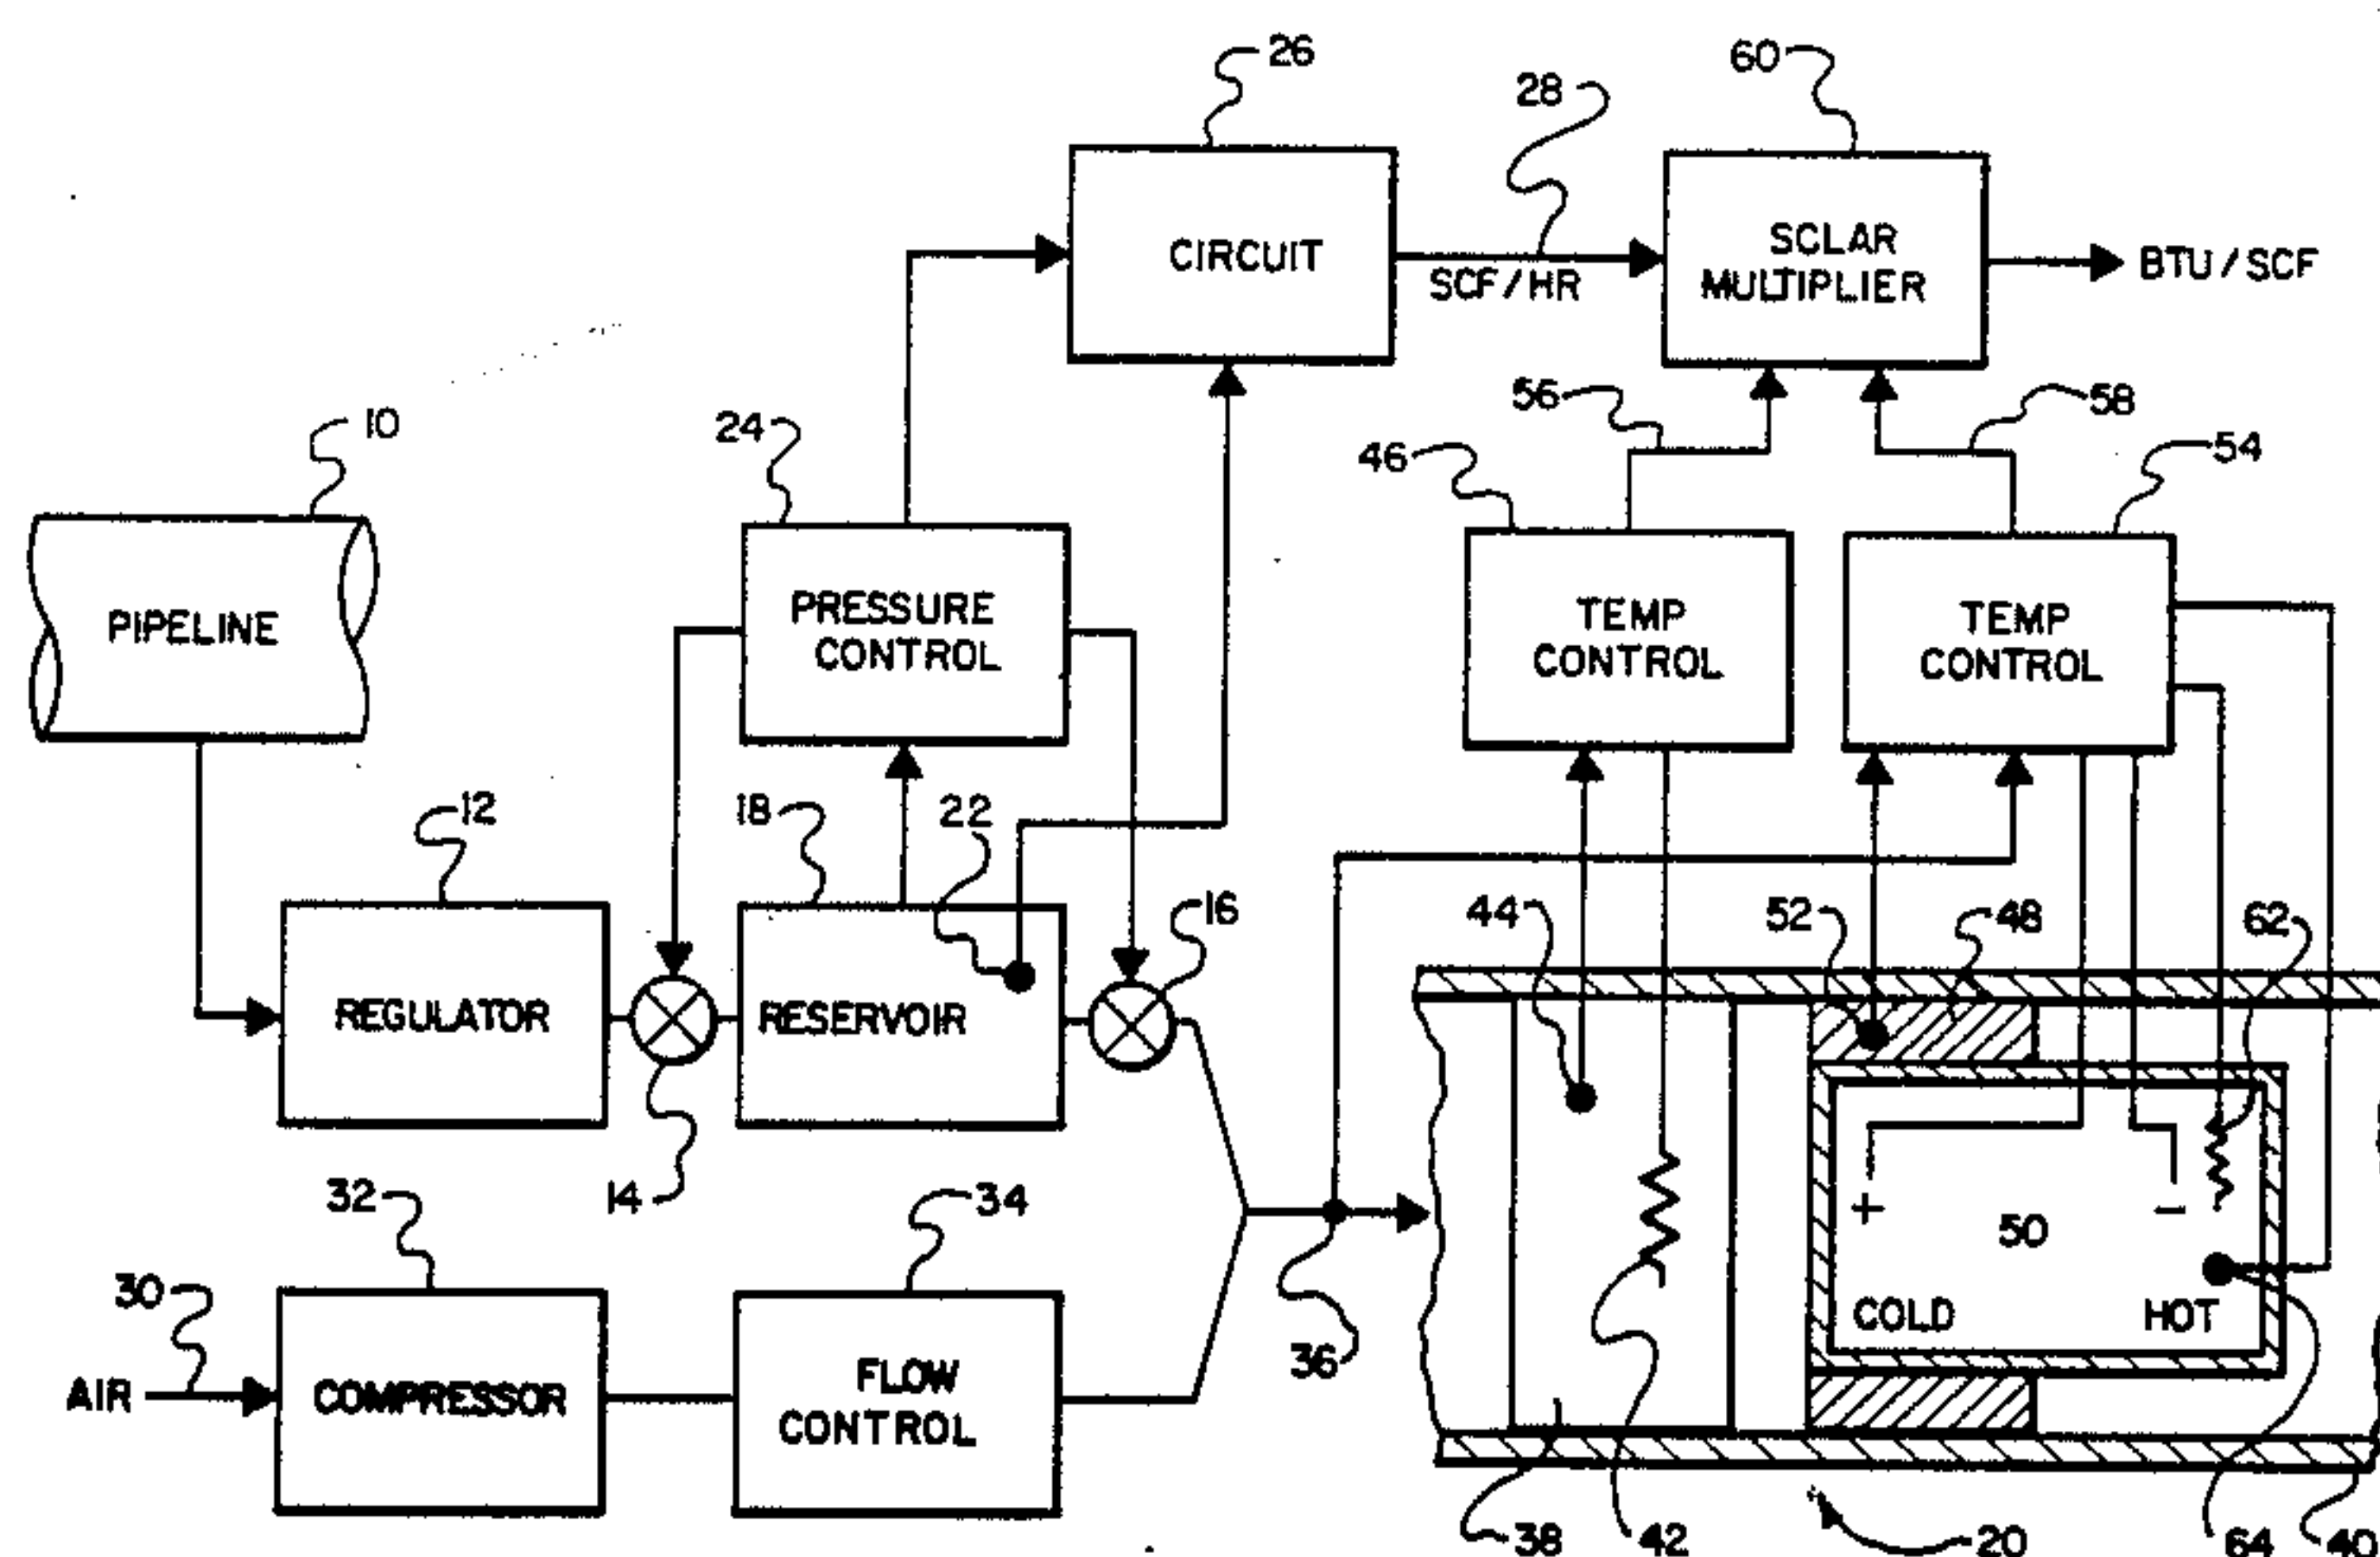 26
28
60
CIRCUIT
SCLAR
MULTIPLIER
SCF/HR
BTU/SCF
10
24
56
58
46
54
PIPELINE
PRESSURE
CONTROL
TEMP
CONTROL
TEMP
CONTROL
12
18
22
16
44
52
48
62
REGULATOR
RESERVOIR
14
32
34
+
50
−
30
COLD
HOT
36
AIR
COMPRESSOR
FLOW
CONTROL
38
42
20
64
40